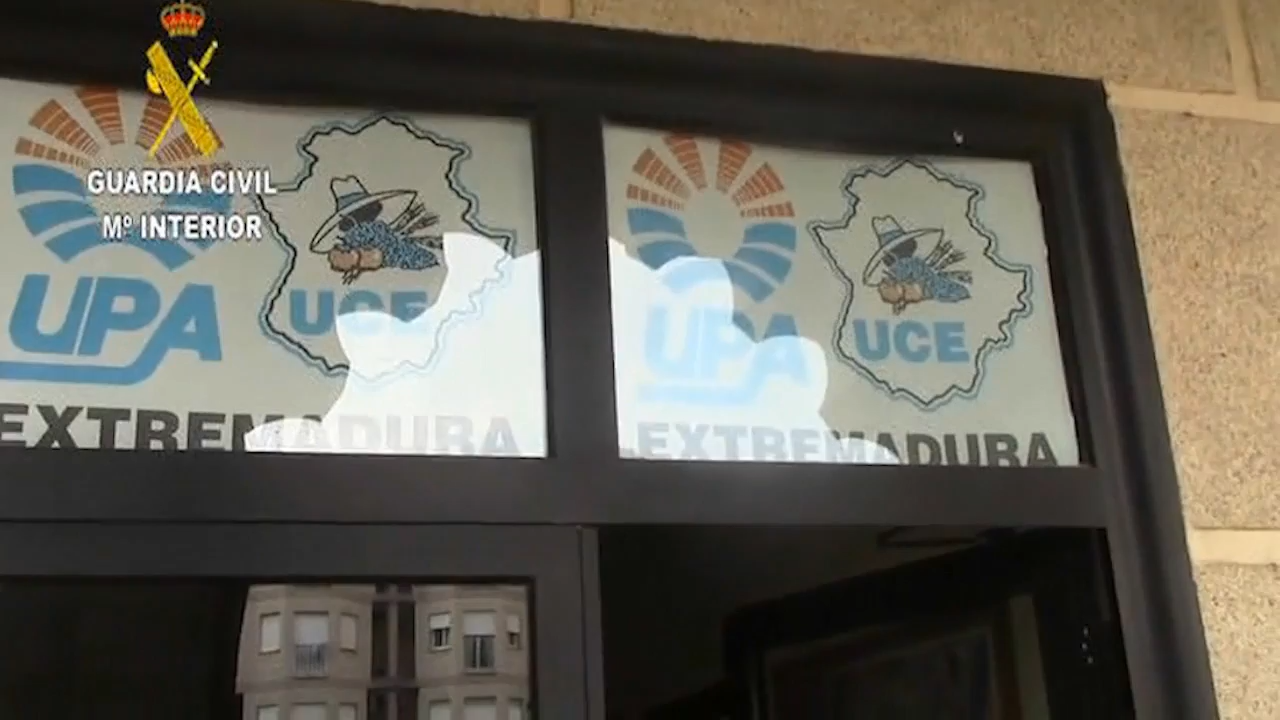 GUARDIA CIVIL
Mº INTERIOR
UPA UCE
EXTREMADURA
UPA UCE
EXTREMADURA